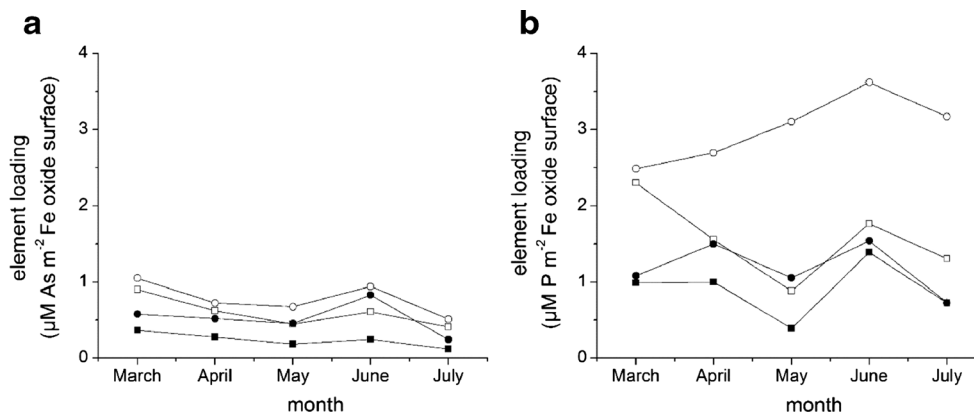 a
element loading
(µM As m⁻² Fe oxide surface)
4
3
2
1
0
March April May June July
month
b
element loading
(µM P m⁻² Fe oxide surface)
4
3
2
1
0
March April May June July
month